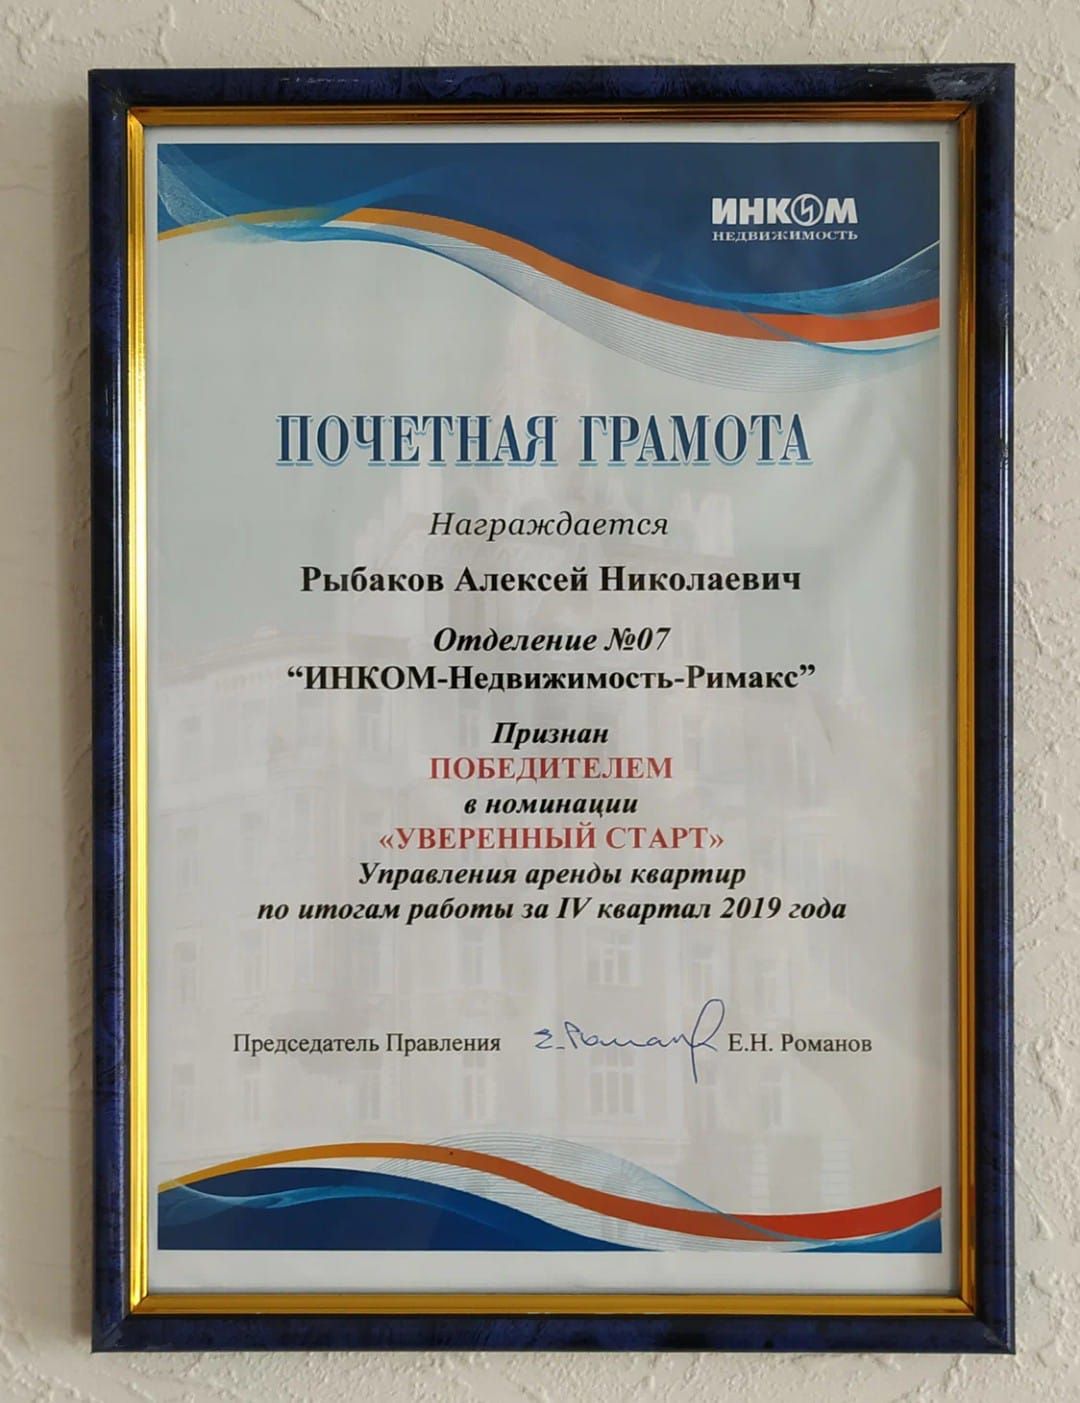 ИНКОМ
НЕДВИЖИМОСТЬ
ПОЧЕТНАЯ ГРАМОТА
Награждается
Рыбаков Алексей Николаевич
Отделение №07
“ИНКОМ-Недвижимость-Римакс”
Признан
ПОБЕДИТЕЛЕМ
в номинации
«УВЕРЕННЫЙ СТАРТ»
Управления аренды квартир
по итогам работы за IV квартал 2019 года
Председатель Правления Е.Н. Романов